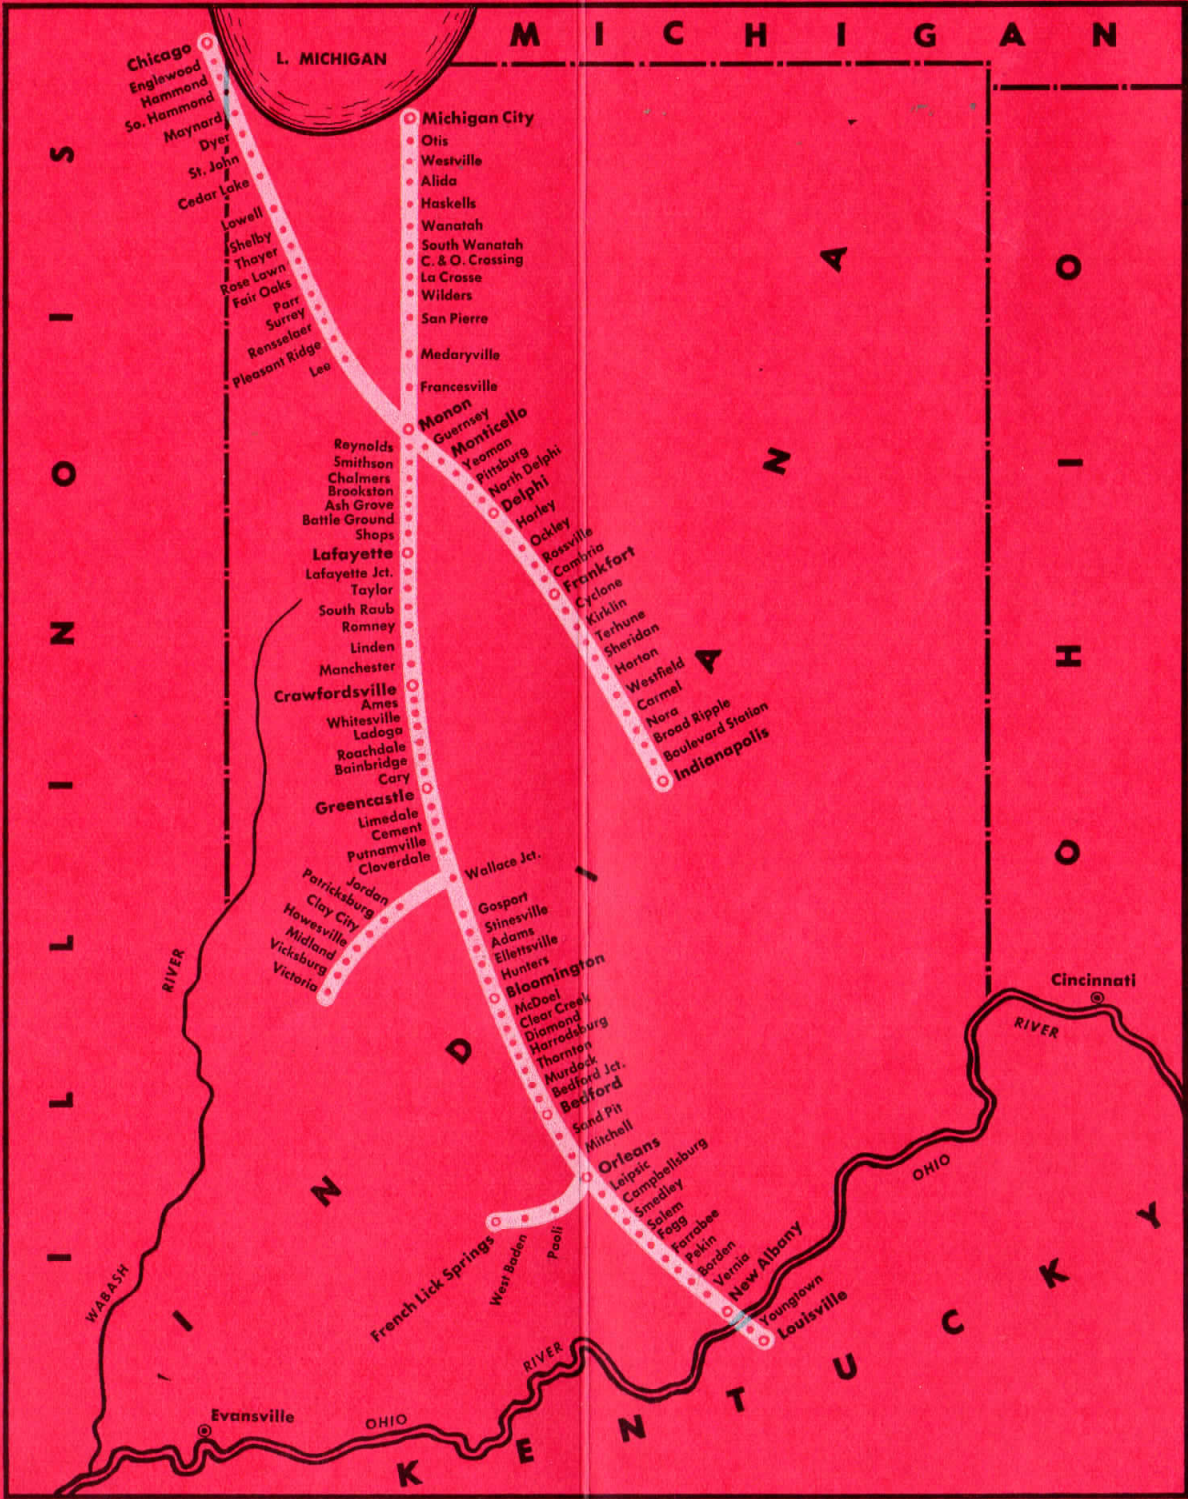 MICHIGAN
L. MICHIGAN
Chicago
Englewood
Hammond
So. Hammond
Maynard
Dyer
St. John
Cedar Lake
Lowell
Shelby
Thayer
Rose Lawn
Fair Oaks
Parr
Surrey
Rensselaer
Pleasant Ridge
Lee
Michigan City
Otis
Westville
Alida
Haskells
Wanatah
South Wanatah
C. & O. Crossing
La Crosse
Wilders
San Pierre
Medaryville
Francesville
Monon
Guernsey
Monticello
Yeoman
Pittsburg
North Delphi
Delphi
Harley
Ockley
Rossville
Cambria
Frankfort
Cyclone
Kirklin
Terhune
Sheridan
Horton
Westfield
Carmel
Nora
Broad Ripple
Boulevard Station
Indianapolis
Reynolds
Smithson
Chalmers
Brookston
Ash Grove
Battle Ground
Shops
Lafayette
Lafayette Jct.
Taylor
South Raub
Romney
Linden
Manchester
Crawfordsville
Ames
Whitesville
Ladoga
Roachdale
Bainbridge
Cary
Greencastle
Limedale
Cement
Putnamville
Cloverdale
Wallace Jct.
Jordan
Patricksburg
Clay City
Howesville
Midland
Vicksburg
Victoria
Gosport
Stinesville
Adams
Ellettsville
Hunters
Bloomington
McDoel
Clear Creek
Diamond
Harrodsburg
Thornton
Murdock
Bedford Jct.
Bedford
Sand Pit
Mitchell
Orleans
Leipsic
Campbellsburg
Smedley
Salem
Fogg
Farrabee
Pekin
Borden
Vernia
New Albany
Youngtown
Louisville
Paoli
West Baden
French Lick Springs
ILLINOIS
INDIANA
OHIO
KENTUCKY
WABASH
RIVER
Cincinnati
RIVER
OHIO
RIVER
OHIO
Evansville